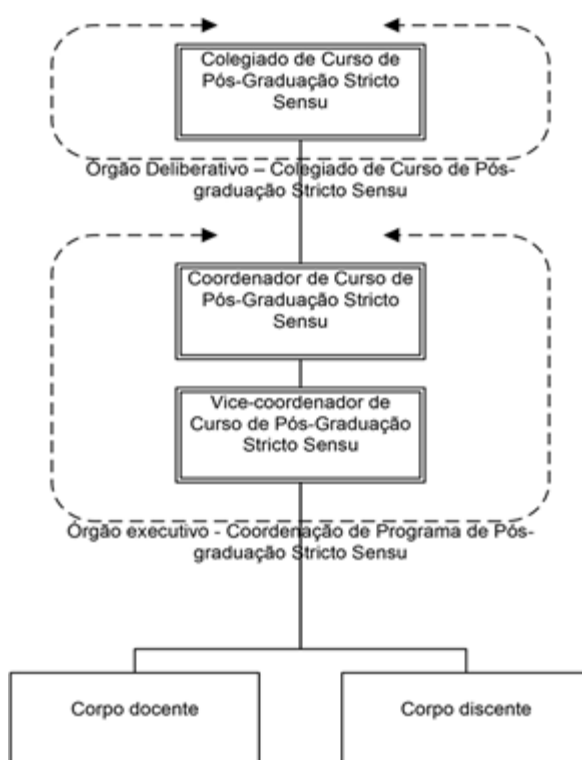 Colegiado de Curso de
Pós-Graduação Stricto
Sensu
Órgão Deliberativo – Colegiado de Curso de Pós-
graduação Stricto Sensu
Coordenador de Curso de
Pós-Graduação Stricto
Sensu
Vice-coordenador de
Curso de Pós-Graduação
Stricto Sensu
Órgão executivo - Coordenação de Programa de Pós-
graduação Stricto Sensu
Corpo docente
Corpo discente